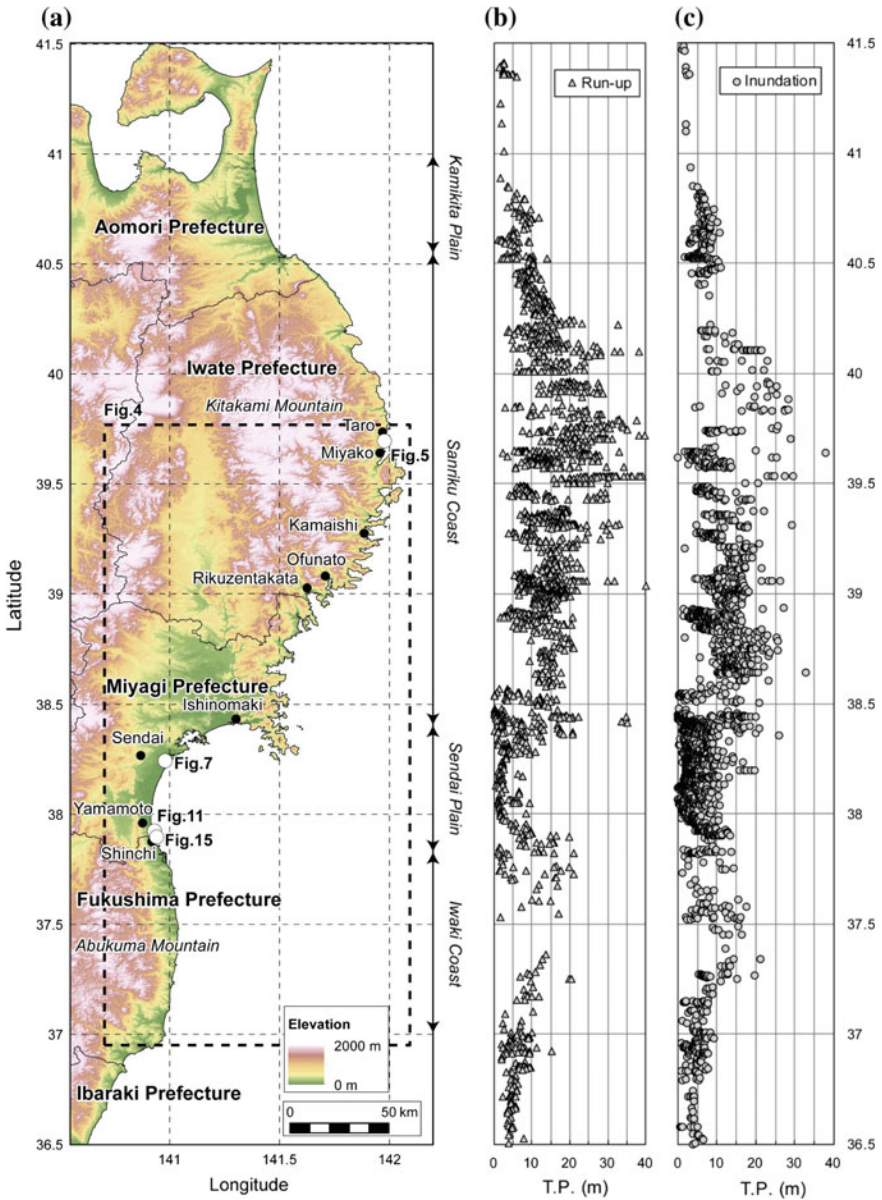 (a)
(b)
(c)
41.5
41
40.5
40
39.5
39
38.5
38
37.5
37
36.5
Latitude
141
141.5
142
Longitude
Aomori Prefecture
Iwate Prefecture
Kitakami Mountain
Fig.4
Taro
Miyako
Fig.5
Kamaishi
Ofunato
Rikuzentakata
Miyagi Prefecture
Ishinomaki
Sendai
Fig.7
Yamamoto
Fig.11
Fig.15
Shinchi
Fukushima Prefecture
Abukuma Mountain
Ibaraki Prefecture
Elevation
2000 m
0 m
0
50 km
Kamikita Plain
Sanriku Coast
Sendai Plain
Iwaki Coast
Run-up
0
10
20
30
40
T.P. (m)
Inundation
0
10
20
30
40
T.P. (m)
41.5
41
40.5
40
39.5
39
38.5
38
37.5
37
36.5